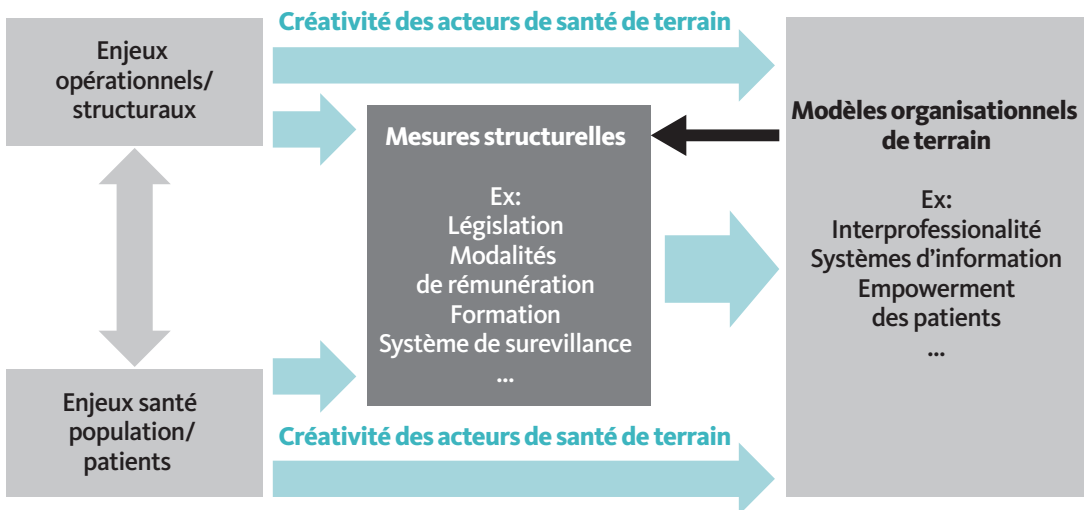 Créativité des acteurs de santé de terrain
Enjeux
opérationnels/
structuraux
Mesures structurelles
Ex:
Législation
Modalités
de rémunération
Formation
Système de surevillance
...
Modèles organisationnels
de terrain
Ex:
Interprofessionalité
Systèmes d'information
Empowerment
des patients
...
Enjeux santé
population/
patients
Créativité des acteurs de santé de terrain